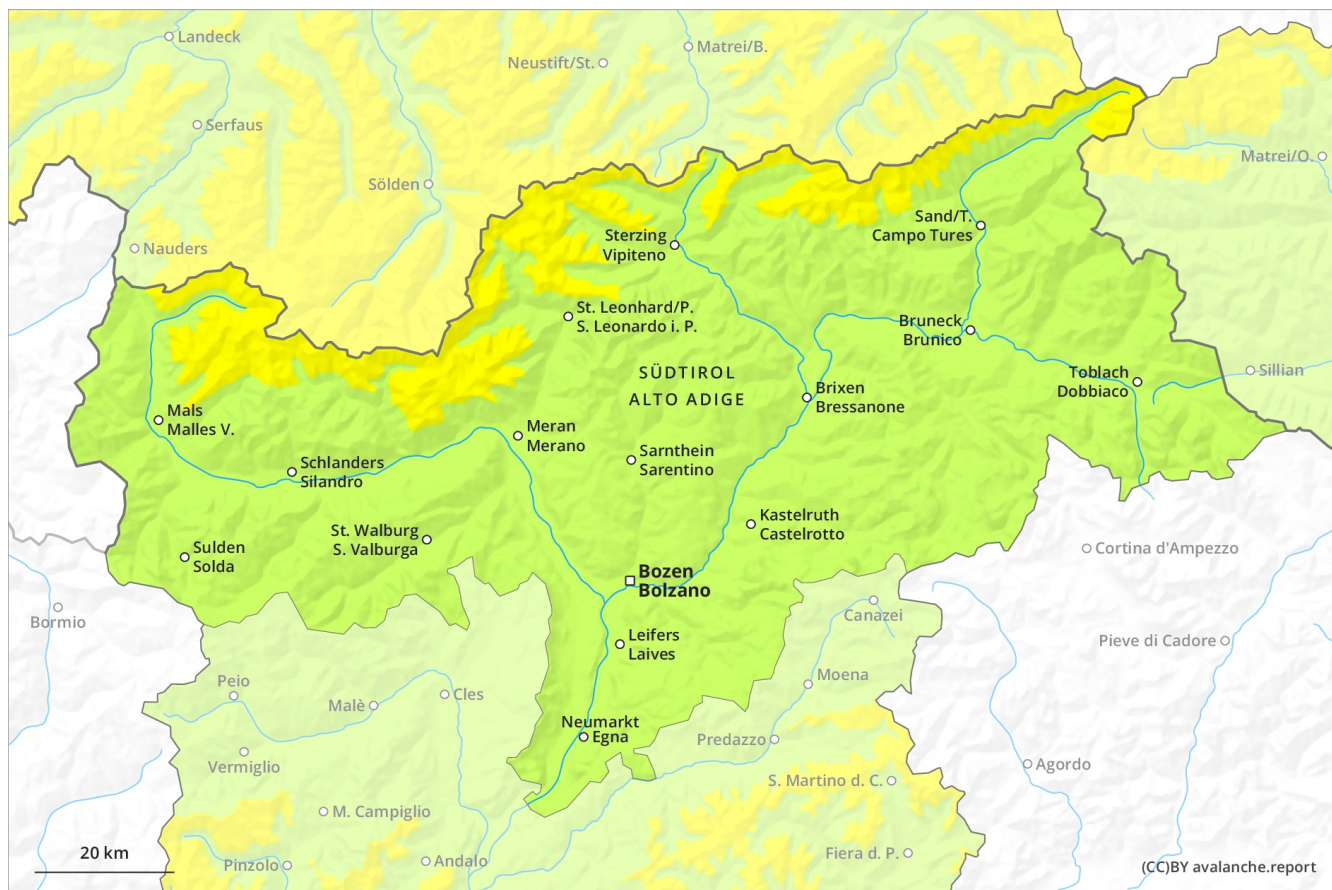 Landeck
Matrei/B.
Neustift/St.
Serfaus
Matrei/O.
Sölden
Sand/T.
Campo Tures
Nauders
Sterzing
Vipiteno
St. Leonhard/P.
S. Leonardo i. P.
Bruneck
Brunico
SÜDTIROL
ALTO ADIGE
Toblach
Dobbiaco
Sillian
Brixen
Bressanone
Mals
Malles V.
Meran
Merano
Schlanders
Silandro
Sarnthein
Sarentino
Kastelruth
Castelrotto
St. Walburg
S. Valburga
Sulden
Solda
Cortina d'Ampezzo
Bozen
Bolzano
Bormio
Canazei
Leifers
Laives
Pieve di Cadore
Peio
Moena
Malè
Cles
Neumarkt
Egna
Predazzo
Vermiglio
Agordo
S. Martino d. C.
M. Campiglio
20 km
Pinzolo
Andalo
Fiera d. P.
(CC)BY avalanche.report